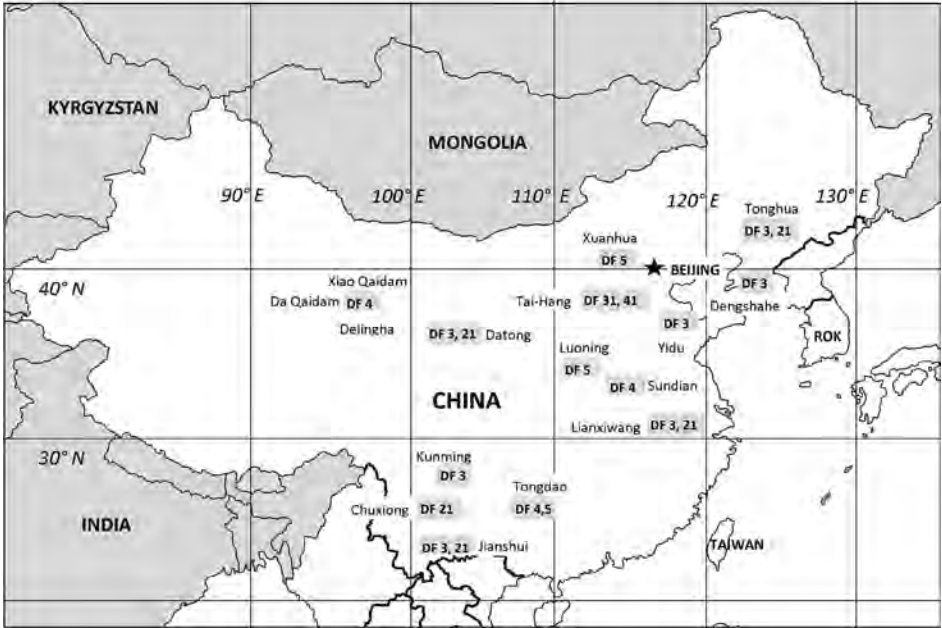 KYRGYZSTAN
MONGOLIA
90° E
100° E
110° E
120° E
130° E
Tonghua
DF 3, 21
Xuanhua
DF 5
BEIJING
40° N
Xiao Qaidam
Da Qaidam
DF 4
DF 3
Dengshahe
Tai-Hang
DF 31, 41
DF 3
Delingha
DF 3, 21
Datong
ROK
Luoning
Yidu
DF 5
DF 4
Sundian
CHINA
Lianxiwang
DF 3, 21
30° N
Kunming
DF 3
Tongdao
Chuxiong
DF 21
DF 4,5
INDIA
DF 3, 21
Jianshui
TAIWAN